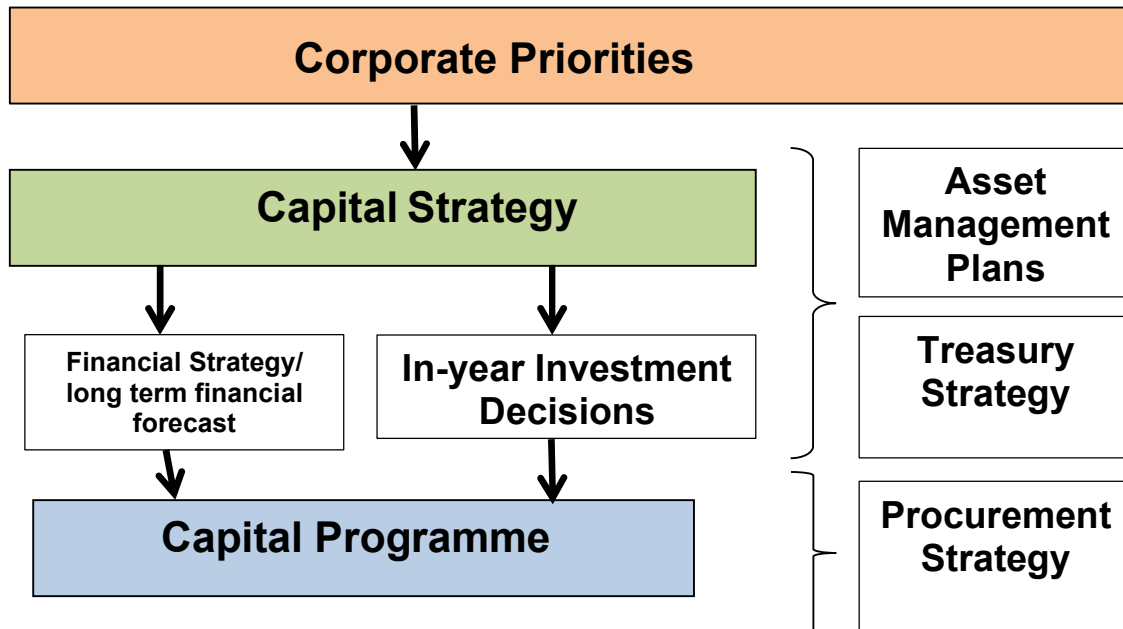 Corporate Priorities
Capital Strategy
Asset
Management
Plans
Financial Strategy/
long term financial
forecast
In-year Investment
Decisions
Treasury
Strategy
Capital Programme
Procurement
Strategy